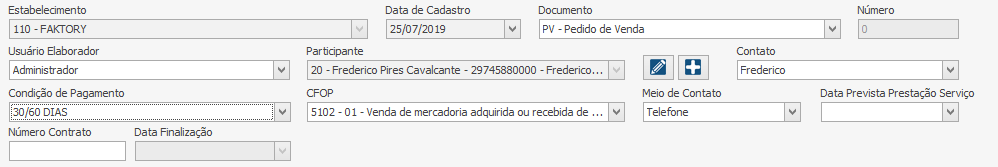 Estabelecimento Data de Cadastro Documento Número
110 - FAKTORY 25/07/2019 PV - Pedido de Venda 0
Usuário Elaborador Participante Contato
Administrador 20 - Frederico Pires Cavalcante - 29745880000 - Frederico... Frederico
Condição de Pagamento CFOP Meio de Contato Data Prevista Prestação Serviço
30/60 DIAS 5102 - 01 - Venda de mercadoria adquirida ou recebida de ... Telefone
Número Contrato Data Finalização